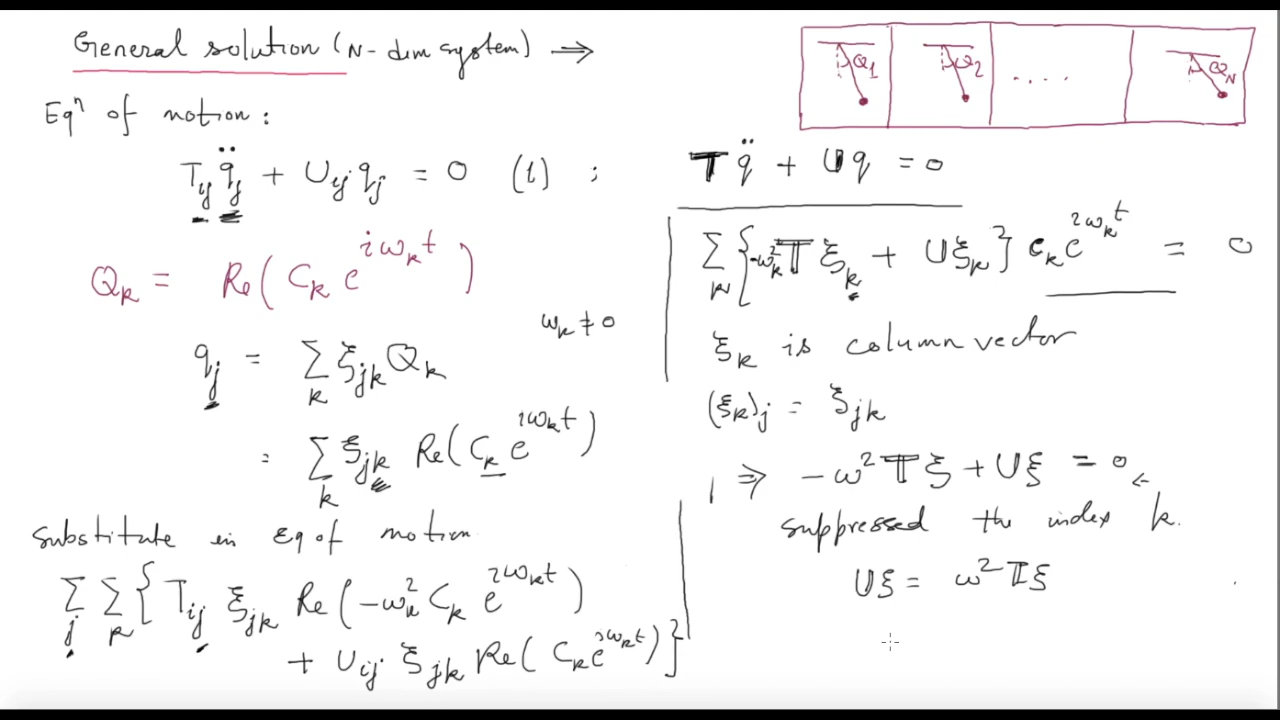 General solution (N-dim system) ⇒
Eqⁿ of motion:
T_ij q̈_j + U_ij q_j = 0 (1) ;
Q_k = Re( C_k e^{iω_k t} )
ω_k ≠ 0
q_j = Σ_k ξ_jk Q_k
= Σ_k ξ_jk Re( C_k e^{iω_k t} )
substitute in Eq of motion
Σ_j Σ_k { T_ij ξ_jk Re( -ω_k² C_k e^{iω_k t} )
+ U_ij ξ_jk Re( C_k e^{iω_k t} ) }
Q_1 Q_2 .... Q_N
T q̈ + U q = 0
Σ_k { -ω_k² T ξ_k + U ξ_k } C_k e^{iω_k t} = 0
ξ_k is column vector
(ξ_k)_j = ξ_jk
⇒ -ω² T ξ + U ξ = 0 ←
suppressed the index k.
U ξ = ω² T ξ